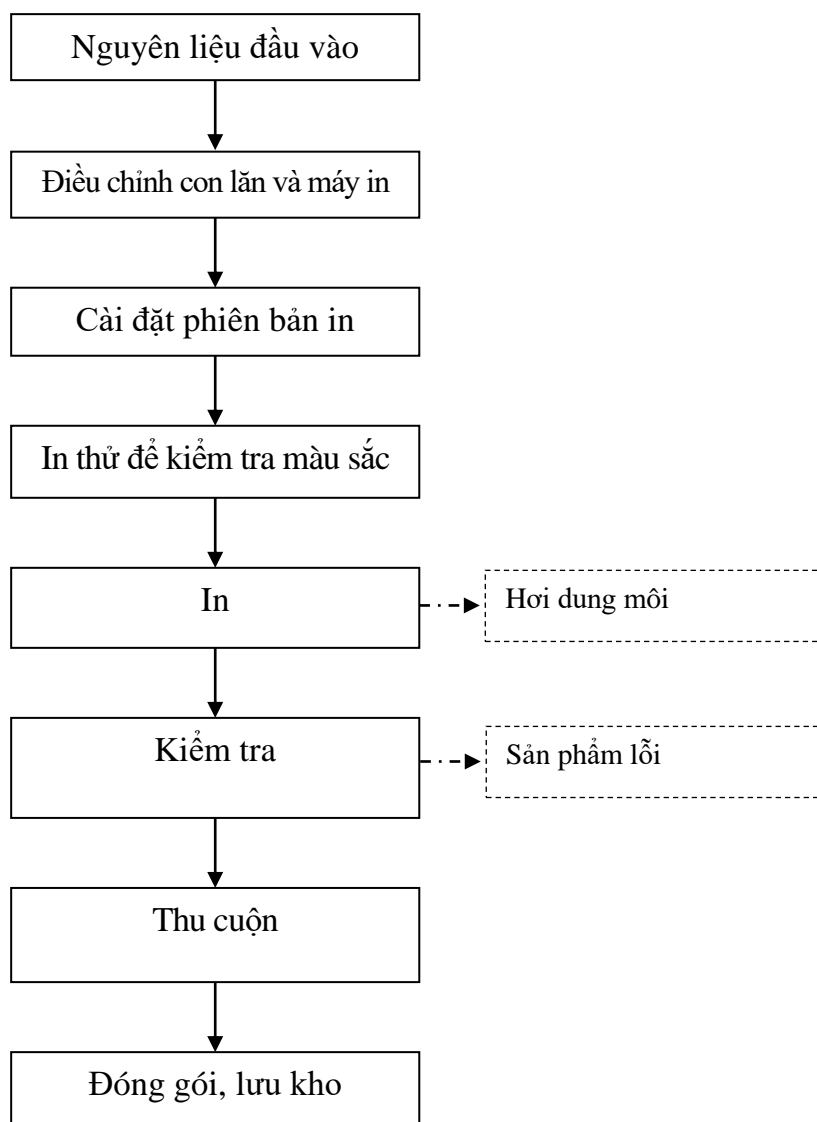 Nguyên liệu đầu vào
Điều chỉnh con lăn và máy in
Cài đặt phiên bản in
In thử để kiểm tra màu sắc
In
Hơi dung môi
Kiểm tra
Sản phẩm lỗi
Thu cuộn
Đóng gói, lưu kho